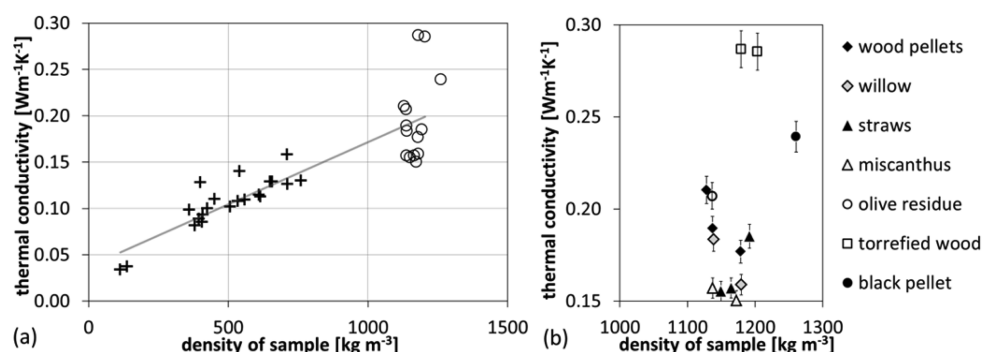 thermal conductivity [Wm⁻¹K⁻¹]
0.30
0.25
0.20
0.15
0.10
0.05
0.00
0
500
1000
1500
(a)
density of sample [kg m⁻³]
thermal conductivity [Wm⁻¹K⁻¹]
0.30
0.25
0.20
0.15
1000
1100
1200
1300
(b)
density of sample [kg m⁻³]
wood pellets
willow
straws
miscanthus
olive residue
torrefied wood
black pellet